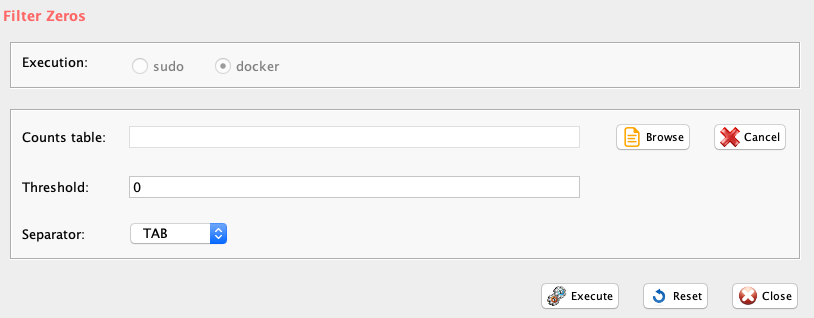 Filter Zeros
Execution: sudo docker
Counts table: Browse Cancel
Threshold: 0
Separator: TAB
Execute Reset Close